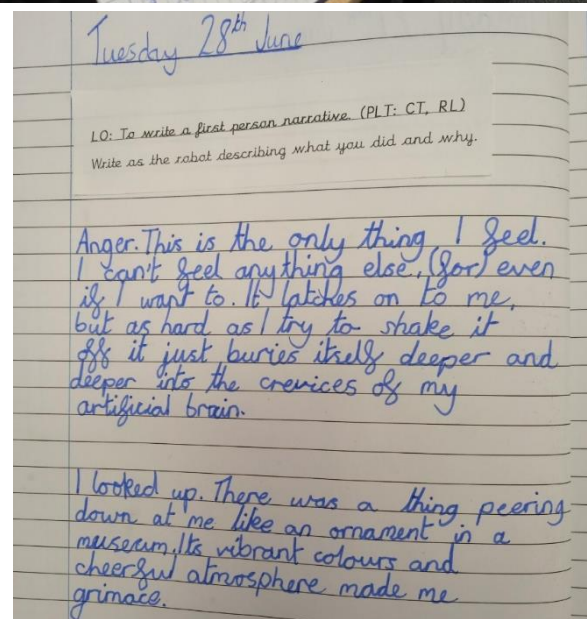 Tuesday 28th June
LO: To write a first person narrative. (PLT: CT, RL)
Write as the robot describing what you did and why.
Anger. This is the only thing I feel.
I can't feel anything else, (for) even
if I want to. It latches on to me,
but as hard as I try to shake it
off it just buries itself deeper and
deeper into the crevices of my
artificial brain.
I looked up. There was a thing peering
down at me like an ornament in a
museum. Its vibrant colours and
cheerful atmosphere made me
grimace.